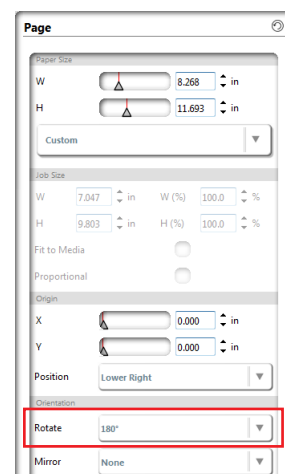 Page
Paper Size
W 8.268 in
H 11.693 in
Custom
Job Size
W 7.047 in W (%) 100.0 %
H 9.803 in H (%) 100.0 %
Fit to Media
Proportional
Origin
X 0.000 in
Y 0.000 in
Position Lower Right
Orientation
Rotate 180°
Mirror None